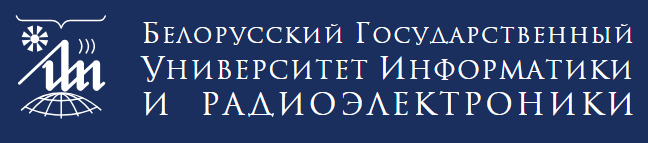 Белорусский Государственный
Университет Информатики
и радиоэлектроники